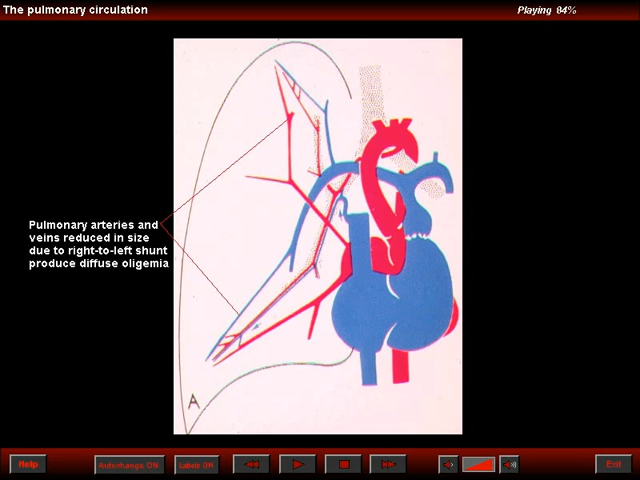 The pulmonary circulation
Playing 84%
Pulmonary arteries and
veins reduced in size
due to right-to-left shunt
produce diffuse oligemia
A
Help
Autochange ON
Labels ON
Exit